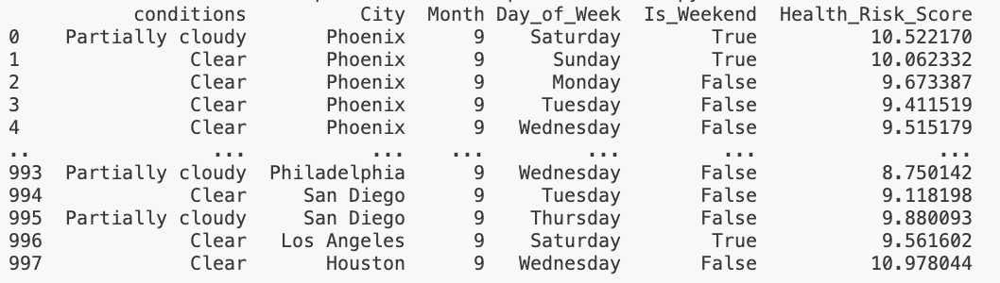 conditions City Month Day_of_Week Is_Weekend Health_Risk_Score
0 Partially cloudy Phoenix 9 Saturday True 10.522170
1 Clear Phoenix 9 Sunday True 10.062332
2 Clear Phoenix 9 Monday False 9.673387
3 Clear Phoenix 9 Tuesday False 9.411519
4 Clear Phoenix 9 Wednesday False 9.515179
.. ... ... ... ... ... ...
993 Partially cloudy Philadelphia 9 Wednesday False 8.750142
994 Clear San Diego 9 Tuesday False 9.118198
995 Partially cloudy San Diego 9 Thursday False 9.880093
996 Clear Los Angeles 9 Saturday True 9.561602
997 Clear Houston 9 Wednesday False 10.978044